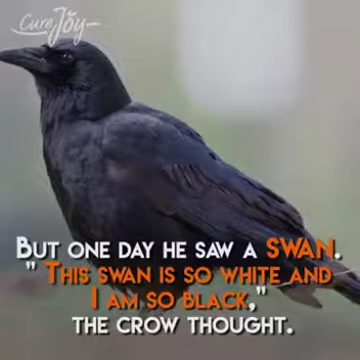 CureJoy
BUT ONE DAY HE SAW A SWAN.
" THIS SWAN IS SO WHITE AND
I AM SO BLACK,"
THE CROW THOUGHT.